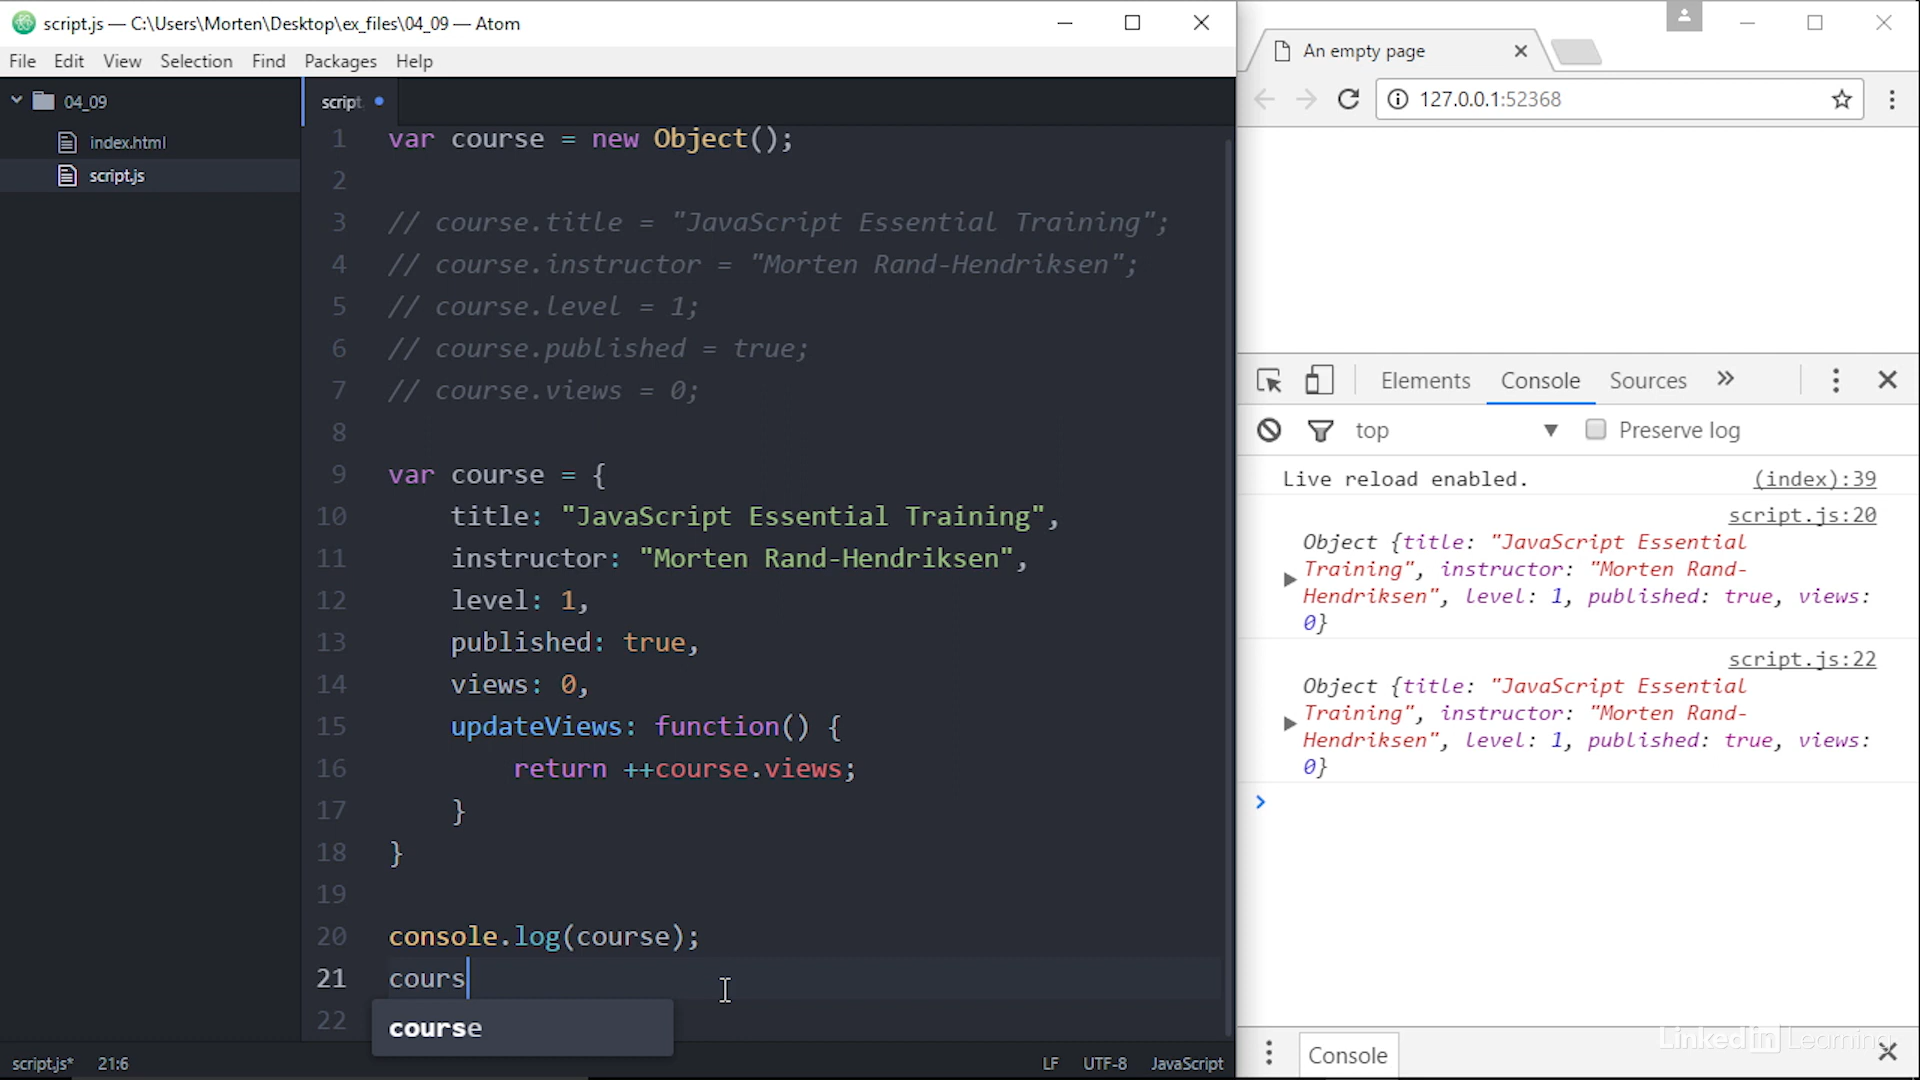 script.js — C:\Users\Morten\Desktop\ex_files\04_09 — Atom
File Edit View Selection Find Packages Help
04_09
index.html
script.js
script
1 var course = new Object();
2
3 // course.title = "JavaScript Essential Training";
4 // course.instructor = "Morten Rand-Hendriksen";
5 // course.level = 1;
6 // course.published = true;
7 // course.views = 0;
8
9 var course = {
10 title: "JavaScript Essential Training",
11 instructor: "Morten Rand-Hendriksen",
12 level: 1,
13 published: true,
14 views: 0,
15 updateViews: function() {
16 return ++course.views;
17 }
18 }
19
20 console.log(course);
21 cours
22
course
script.js* 21:6 LF UTF-8 JavaScript
An empty page
127.0.0.1:52368
Elements Console Sources »
top Preserve log
Live reload enabled. (index):39
script.js:20
Object {title: "JavaScript Essential
Training", instructor: "Morten Rand-
Hendriksen", level: 1, published: true, views:
0}
script.js:22
Object {title: "JavaScript Essential
Training", instructor: "Morten Rand-
Hendriksen", level: 1, published: true, views:
0}
>
Console
LinkedIn Learning